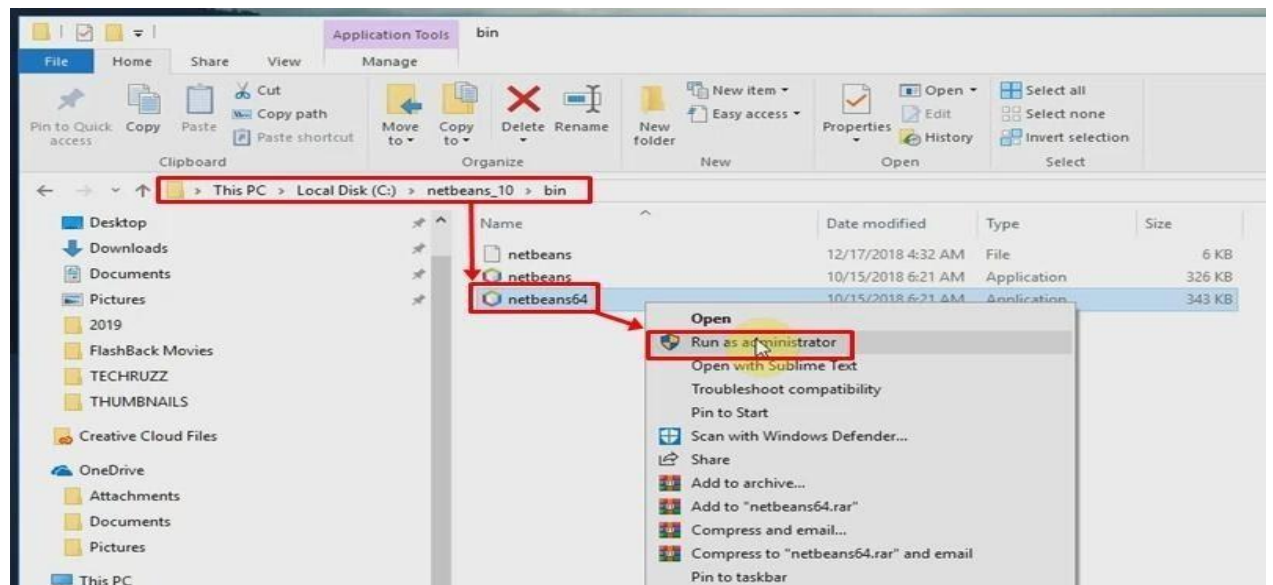 Application Tools bin
File Home Share View Manage
Pin to Quick access
Copy
Paste
Cut
Copy path
Paste shortcut
Clipboard
Move to
Copy to
Delete
Rename
Organize
New folder
New item
Easy access
New
Properties
Open
Edit
History
Open
Select all
Select none
Invert selection
Select
This PC > Local Disk (C:) > netbeans_10 > bin
Desktop
Downloads
Documents
Pictures
2019
FlashBack Movies
TECHRUZZ
THUMBNAILS
Creative Cloud Files
OneDrive
Attachments
Documents
Pictures
This PC
Name Date modified Type Size
netbeans 12/17/2018 4:32 AM File 6 KB
netbeans 10/15/2018 6:21 AM Application 326 KB
netbeans64 10/15/2018 6:21 AM Application 343 KB
Open
Run as administrator
Open with Sublime Text
Troubleshoot compatibility
Pin to Start
Scan with Windows Defender...
Share
Add to archive...
Add to "netbeans64.rar"
Compress and email...
Compress to "netbeans64.rar" and email
Pin to taskbar